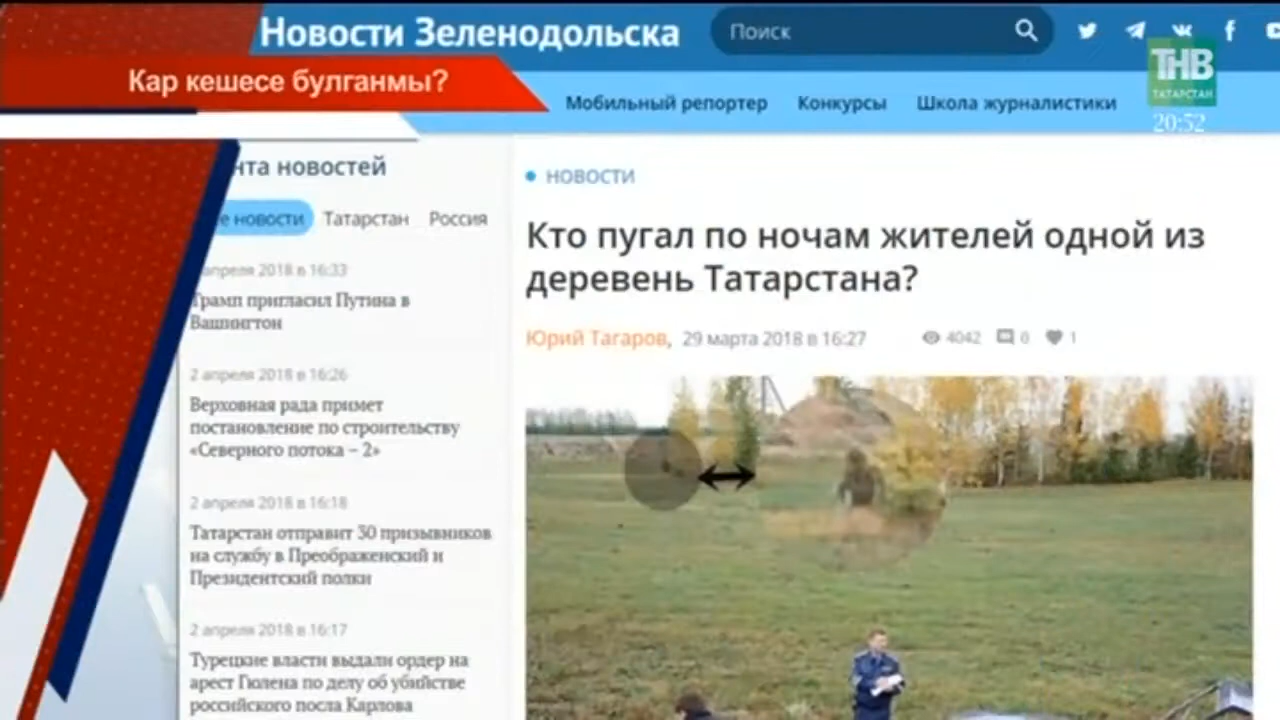 Новости Зеленодольска
Поиск
Кар кешесе булганмы?
Мобильный репортер Конкурсы Школа журналистики
ТНВ
ТАТАРСТАН
20:52
новостей
новости Татарстан Россия
апреля 2018 в 16:33
Трамп пригласил Путина в
Вашингтон
2 апреля 2018 в 16:26
Верховная рада примет
постановление по строительству
«Северного потока – 2»
2 апреля 2018 в 16:18
Татарстан отправит 30 призывников
на службу в Преображенский и
Президентский полки
2 апреля 2018 в 16:17
Турецкие власти выдали ордер на
арест Гюлена по делу об убийстве
российского посла Карлова
НОВОСТИ
Кто пугал по ночам жителей одной из
деревень Татарстана?
Юрий Тагаров, 29 марта 2018 в 16:27 4042 0 1